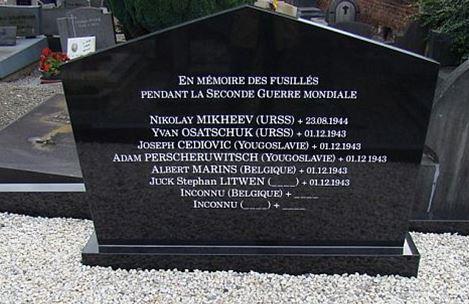 EN MÉMOIRE DES FUSILLÉS
PENDANT LA SECONDE GUERRE MONDIALE
NIKOLAY MIKHEEV (URSS) + 23.08.1944
YVAN OSATSCHUK (URSS) + 01.12.1943
JOSEPH CEDIOVIC (YOUGOSLAVIE) + 01.12.1943
ADAM PERSCHERUWITSCH (YOUGOSLAVIE) + 01 12 1943
ALBERT MARINS (BELGIQUE) + 01.12.1943
JUCK Stephan LITWEN (____) + 01.12.1943
INCONNU (BELGIQUE) + ____
INCONNU (____) + ____